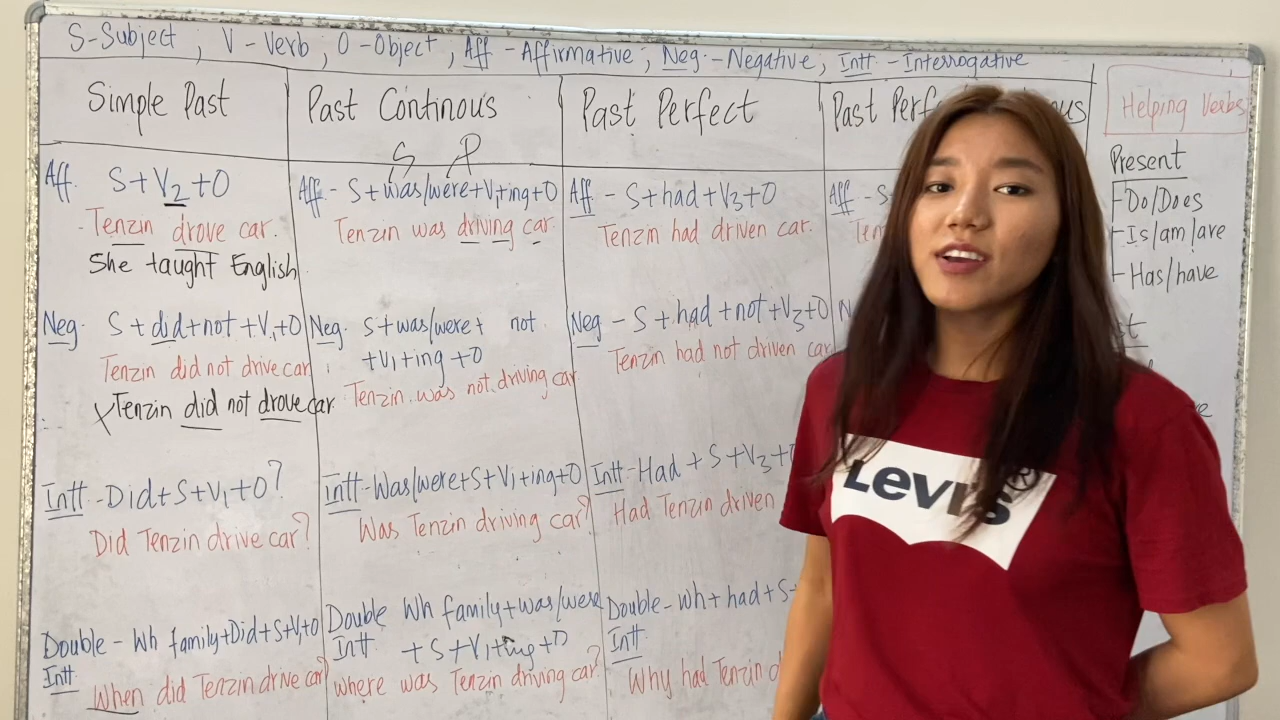 S-Subject , V-Verb, O-Object, Aff -Affirmative, Neg.-Negative, Intt -Interrogative
Simple Past
Aff. S+V2+O
Tenzin drove car.
She taught English
Neg. S+did+not+V1+O
Tenzin did not drive car
X Tenzin did not drove car.
Intt -Did+S+V1+O?
Did Tenzin drive car?
Double - Wh family+Did+S+V1+O
Intt
When did Tenzin drive car?
Past Continous
S P
Aff - S+was/were+V1+ing+O
Tenzin was driving car.
Neg. S+was/were+ not
+V1+ing +O
Tenzin was not driving car
Intt-Was/were+S+V1+ing+O
Was Tenzin driving car?
Double Wh family+was/were
Intt +S+V1+ing+O
where was Tenzin driving car?
Past Perfect
Aff - S+had+V3+O
Tenzin had driven car.
Neg - S+had+not+V3+O
Tenzin had not driven car
Intt-Had+S+V3+
Had Tenzin driven
Double-Wh+had+S+
Intt
Why had Tenzin
Past
Aff -S
Helping Verbs
Present
Do/Does
Is/am/are
Has/have
Levi's®